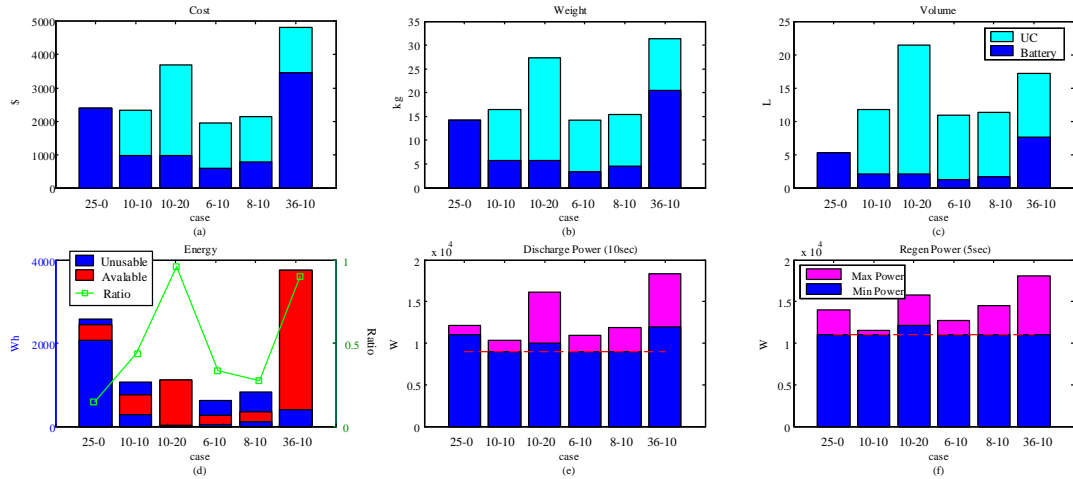 Cost
5000
4000
3000
2000
1000
0
$
25-0 10-10 10-20 6-10 8-10 36-10
case
(a)
Weight
35
30
25
20
15
10
5
0
kg
25-0 10-10 10-20 6-10 8-10 36-10
case
(b)
Volume
25
20
15
10
5
0
L
UC
Battery
25-0 10-10 10-20 6-10 8-10 36-10
case
(c)
Energy
4000
2000
0
Wh
Unusable
Avalable
Ratio
1
0.5
0
Ratio
25-0 10-10 10-20 6-10 8-10 36-10
case
(d)
Discharge Power (10sec)
x 10^4
2
1.5
1
0.5
0
W
25-0 10-10 10-20 6-10 8-10 36-10
case
(e)
Regen Power (5sec)
x 10^4
2
1.5
1
0.5
0
W
Max Power
Min Power
25-0 10-10 10-20 6-10 8-10 36-10
case
(f)